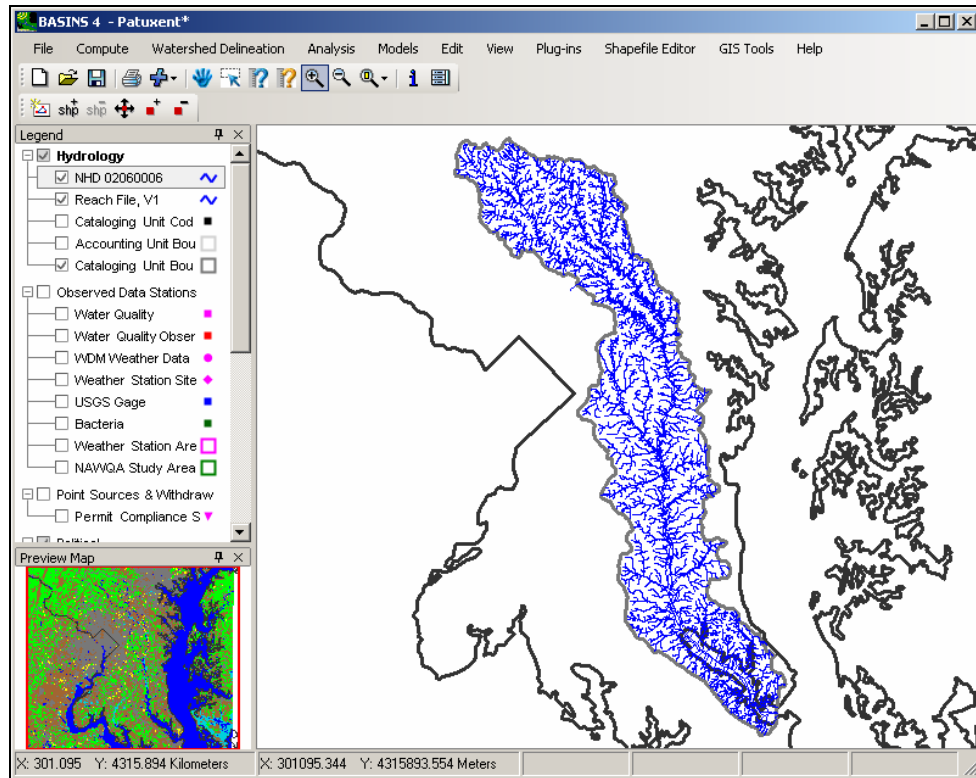 BASINS 4 - Patuxent*
File Compute Watershed Delineation Analysis Models Edit View Plug-ins Shapefile Editor GIS Tools Help
shp shp
Legend
Hydrology
NHD 02060006
Reach File, V1
Cataloging Unit Cod
Accounting Unit Bou
Cataloging Unit Bou
Observed Data Stations
Water Quality
Water Quality Obser
WDM Weather Data
Weather Station Site
USGS Gage
Bacteria
Weather Station Are
NAWQA Study Area
Point Sources & Withdraw
Permit Compliance S
Preview Map
X: 301.095 Y: 4315.894 Kilometers X: 301095.344 Y: 4315893.554 Meters